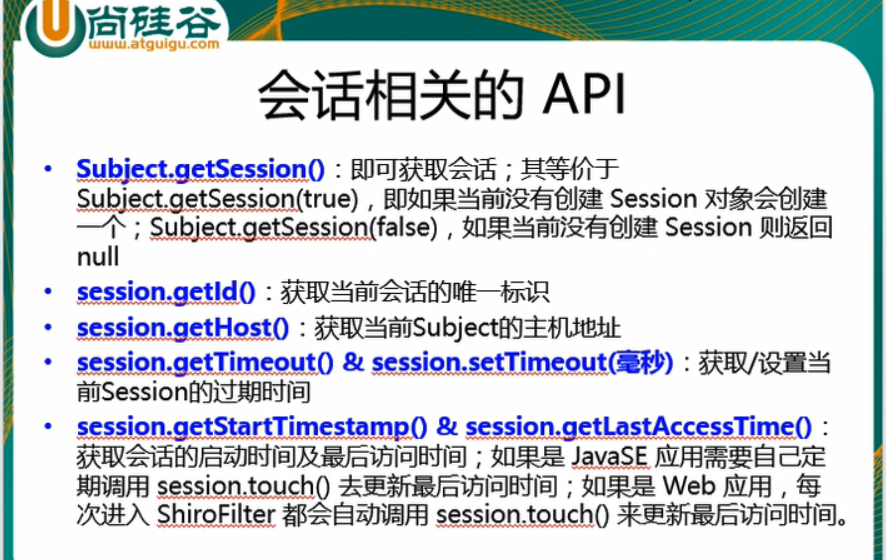 尚硅谷
www.atguigu.com
会话相关的 API
• Subject.getSession()：即可获取会话；其等价于
Subject.getSession(true)，即如果当前没有创建 Session 对象会创建
一个；Subject.getSession(false)，如果当前没有创建 Session 则返回
null
• session.getId()：获取当前会话的唯一标识
• session.getHost()：获取当前Subject的主机地址
• session.getTimeout() & session.setTimeout(毫秒)：获取/设置当
前Session的过期时间
• session.getStartTimestamp() & session.getLastAccessTime()：
获取会话的启动时间及最后访问时间；如果是 JavaSE 应用需要自己定
期调用 session.touch() 去更新最后访问时间；如果是 Web 应用，每
次进入 ShiroFilter 都会自动调用 session.touch() 来更新最后访问时间。